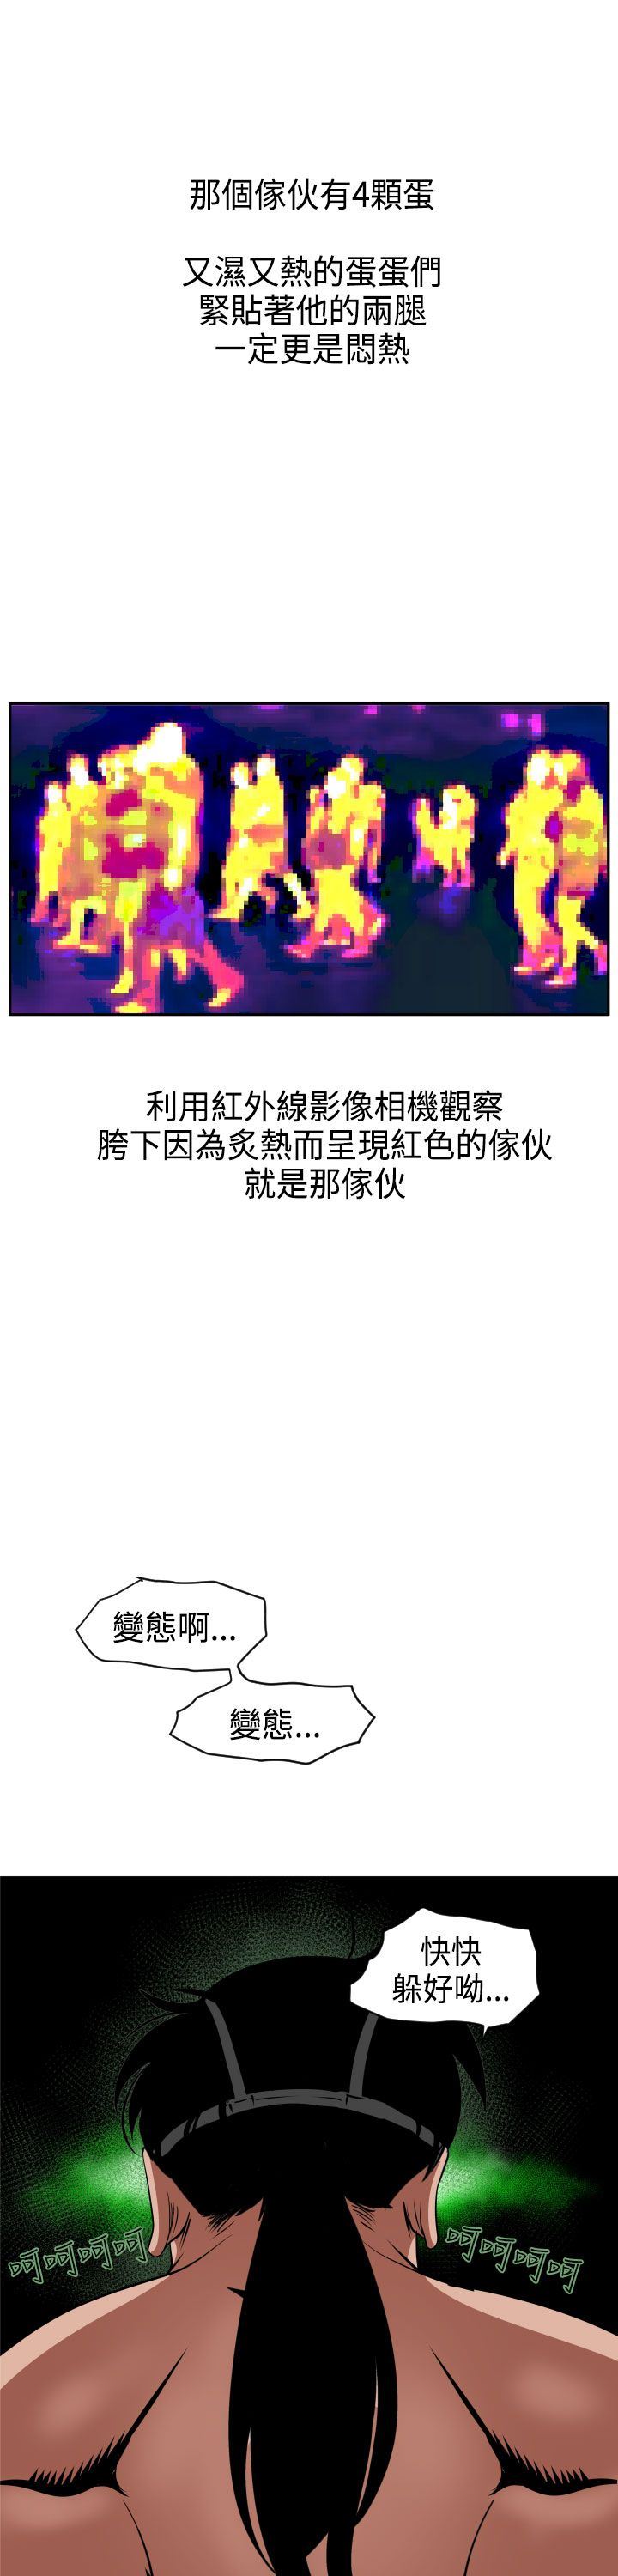 那個傢伙有4顆蛋
又濕又熱的蛋蛋們
緊貼著他的兩腿
一定更是悶熱
利用紅外線影像相機觀察
胯下因為炙熱而呈現紅色的傢伙
就是那傢伙
變態啊...
變態...
快快
躲好呦...
呵呵呵呵
呵呵呵呵